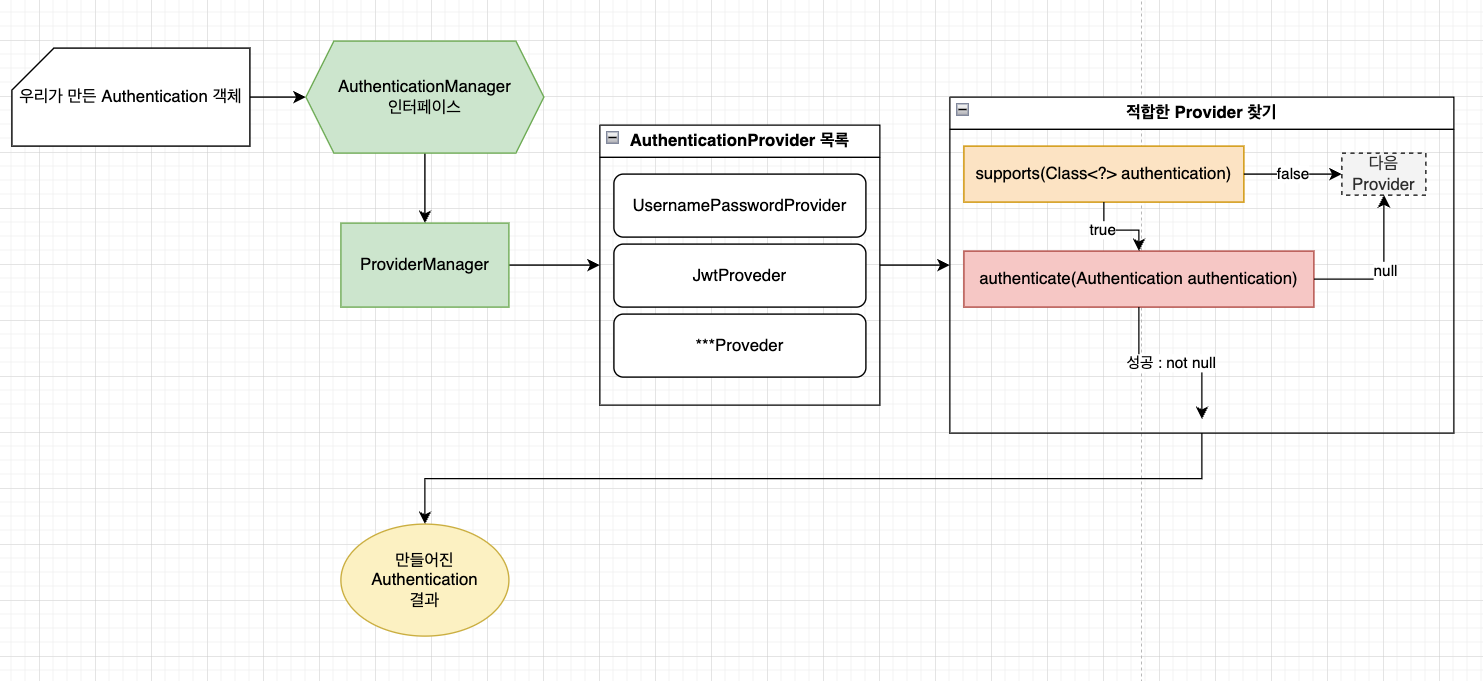 우리가 만든 Authentication 객체
AuthenticationManager
인터페이스
ProviderManager
AuthenticationProvider 목록
UsernamePasswordProvider
JwtProveder
***Proveder
적합한 Provider 찾기
supports(Class<?> authentication)
false
다음
Provider
true
authenticate(Authentication authentication)
null
성공 : not null
만들어진
Authentication
결과